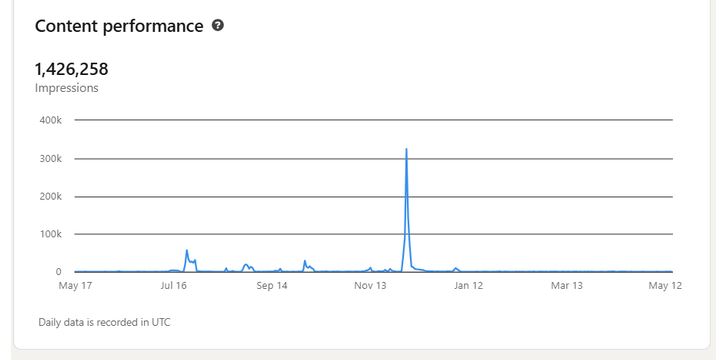 Content performance ?
1,426,258
Impressions
400k
300k
200k
100k
0
May 17 Jul 16 Sep 14 Nov 13 Jan 12 Mar 13 May 12
Daily data is recorded in UTC